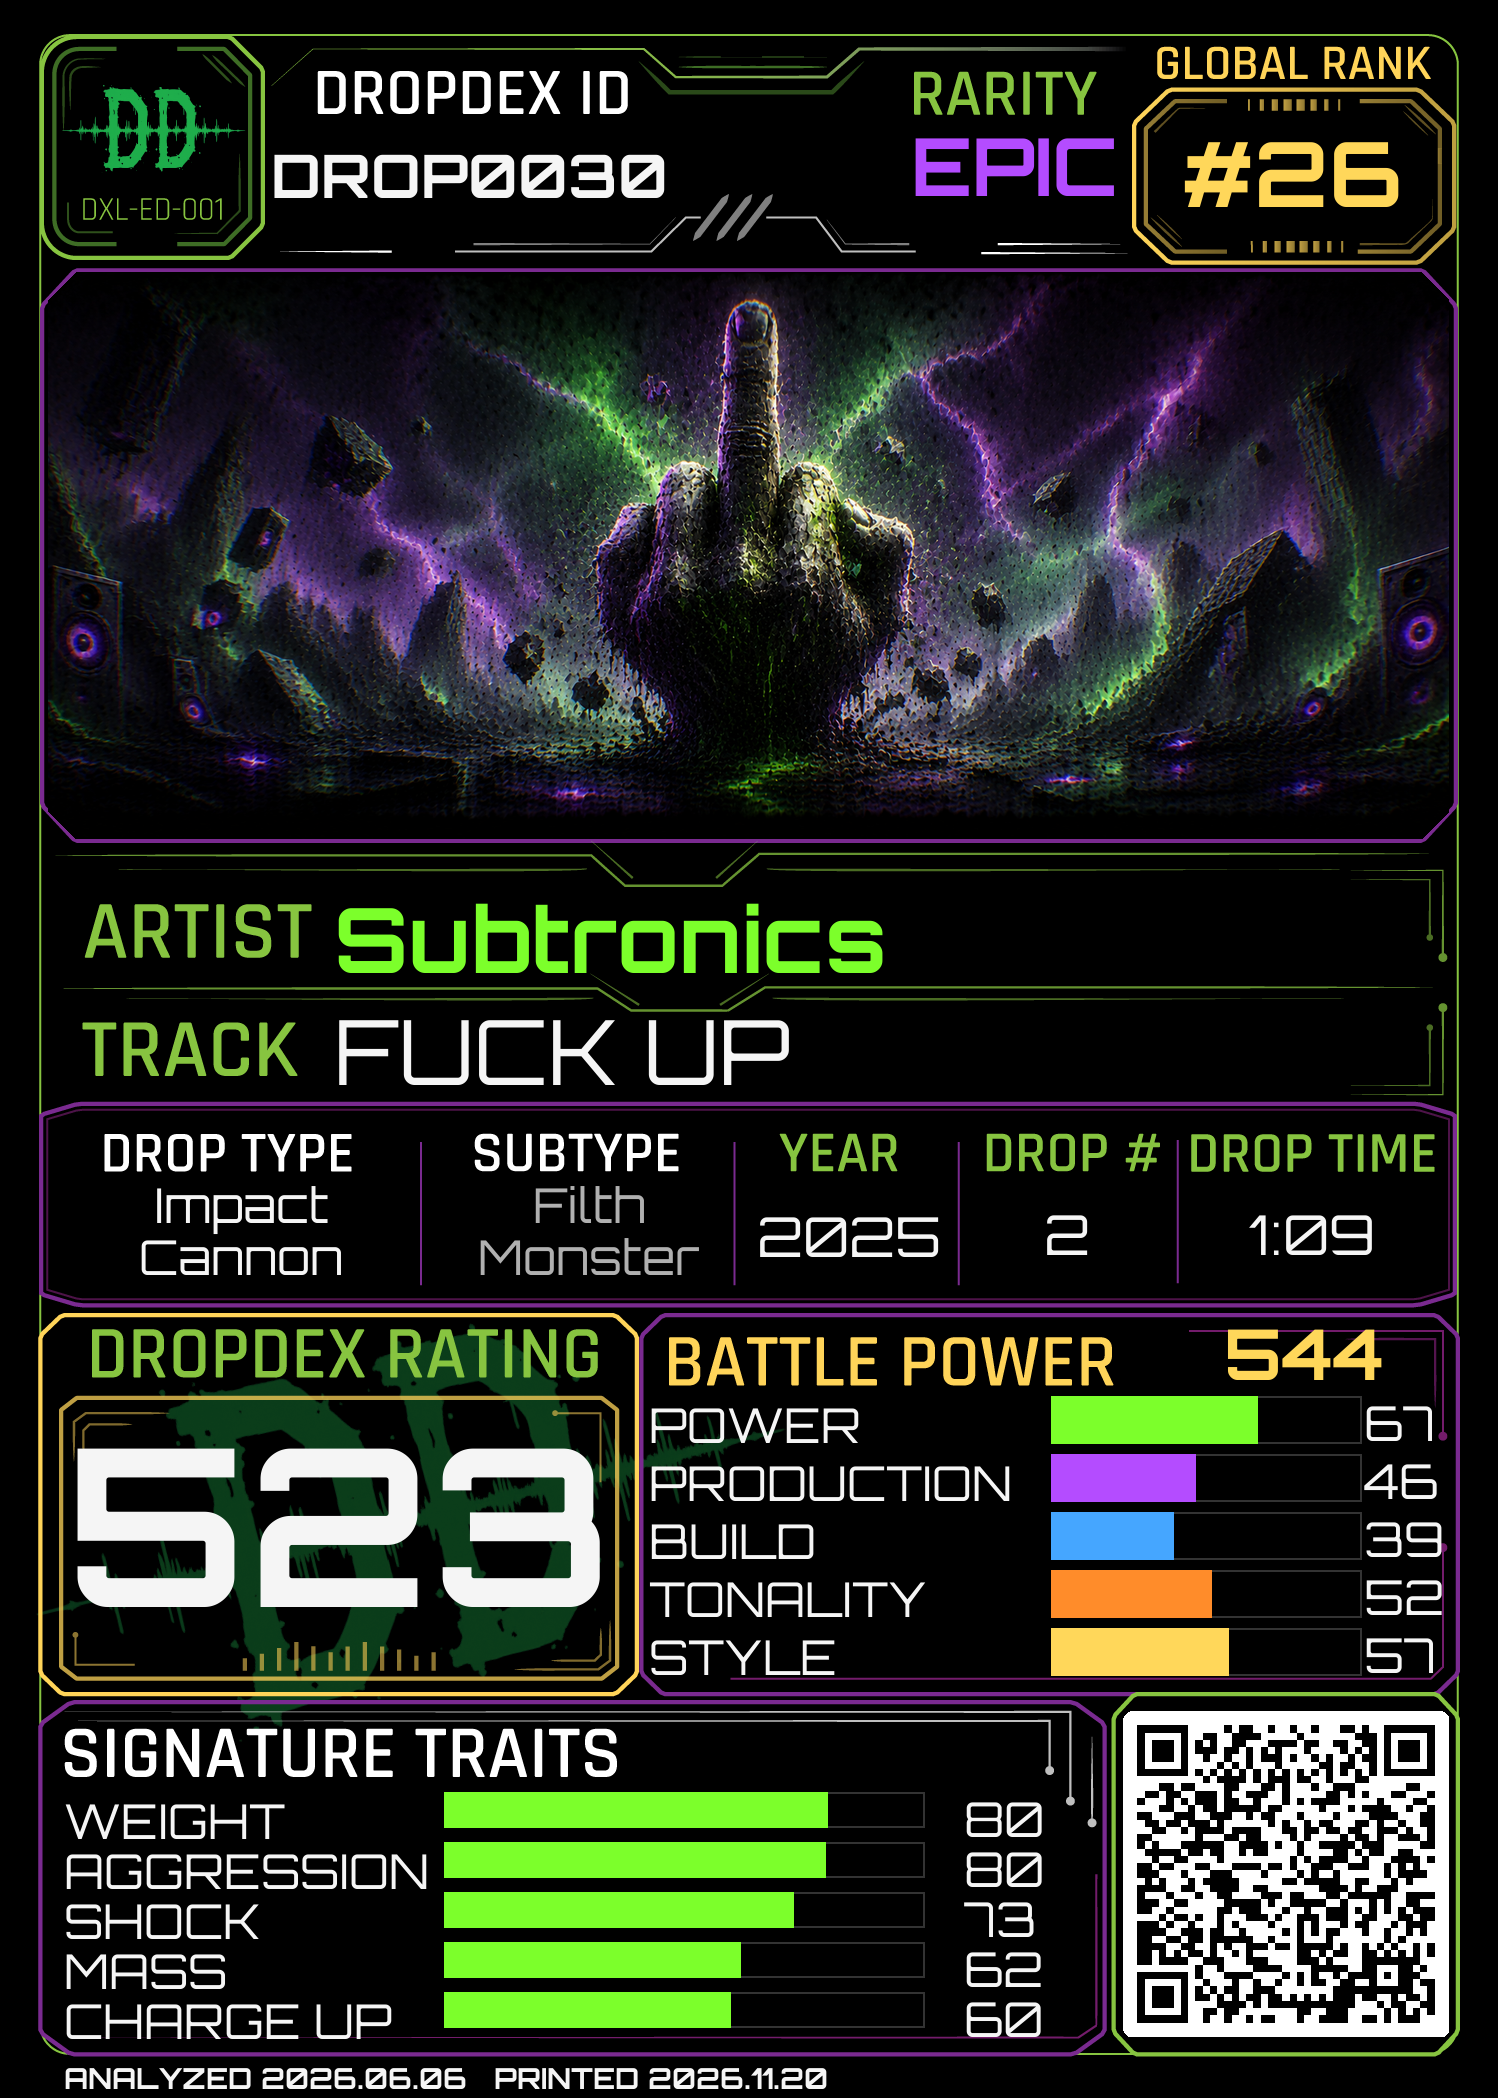 DD
DXL-ED-001
DROPDEX ID
DROP0030
RARITY
EPIC
GLOBAL RANK
#26
ARTIST Subtronics
TRACK FUCK UP
DROP TYPE
Impact
Cannon
SUBTYPE
Filth
Monster
YEAR
2025
DROP #
2
DROP TIME
1:09
DROPDEX RATING
523
BATTLE POWER 544
POWER 67
PRODUCTION 46
BUILD 39
TONALITY 52
STYLE 57
SIGNATURE TRAITS
WEIGHT 80
AGGRESSION 80
SHOCK 73
MASS 62
CHARGE UP 60
ANALYZED 2026.06.06 PRINTED 2026.11.20